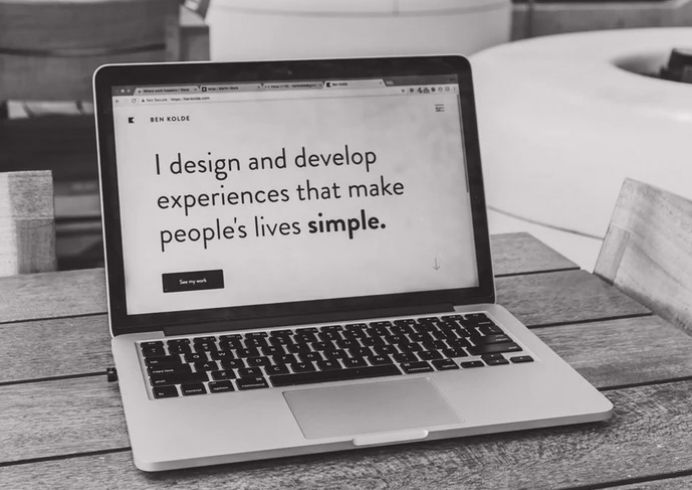 BEN KOLDE
I design and develop
experiences that make
people's lives simple.
See my work